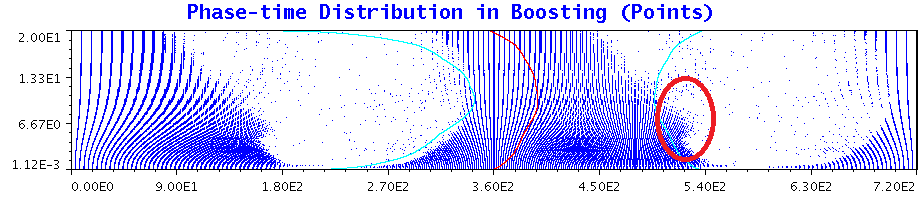 Phase-time Distribution in Boosting (Points)
2.00E1
1.33E1
6.67E0
1.12E-3
0.00E0 9.00E1 1.80E2 2.70E2 3.60E2 4.50E2 5.40E2 6.30E2 7.20E2